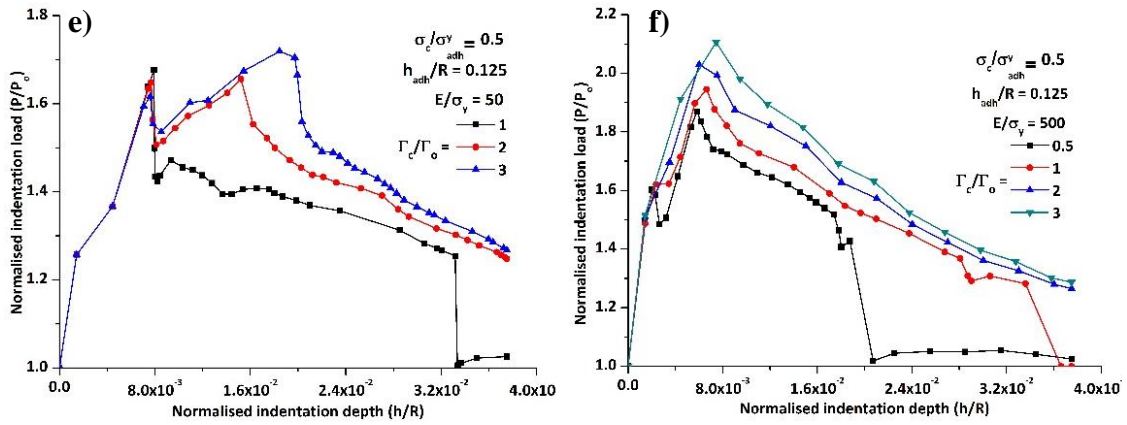 e)
1.8
1.6
1.4
1.2
1.0
Normalised indentation load (P/Pₒ)
σc/σʸadh = 0.5
hadh/R = 0.125
E/σy = 50
1
Γc/Γo = 2
3
0.0 8.0x10⁻³ 1.6x10⁻² 2.4x10⁻² 3.2x10⁻² 4.0x10
Normalised indentation depth (h/R)
f)
2.2
2.0
1.8
1.6
1.4
1.2
1.0
Normalised indentation load (P/Pₒ)
σc/σʸadh = 0.5
hadh/R = 0.125
E/σy = 500
0.5
1
Γc/Γo = 2
3
0.0 8.0x10⁻³ 1.6x10⁻² 2.4x10⁻² 3.2x10⁻² 4.0x10⁻²
Normalised indentation depth (h/R)